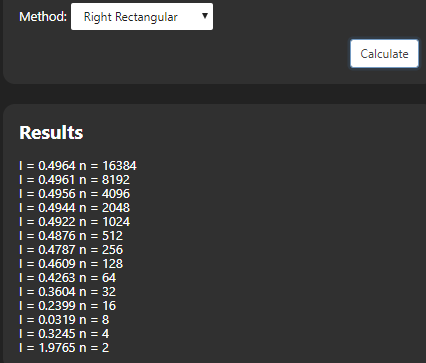 Method: Right Rectangular
Calculate
Results
I = 0.4964 n = 16384
I = 0.4961 n = 8192
I = 0.4956 n = 4096
I = 0.4944 n = 2048
I = 0.4922 n = 1024
I = 0.4876 n = 512
I = 0.4787 n = 256
I = 0.4609 n = 128
I = 0.4263 n = 64
I = 0.3604 n = 32
I = 0.2399 n = 16
I = 0.0319 n = 8
I = 0.3245 n = 4
I = 1.9765 n = 2